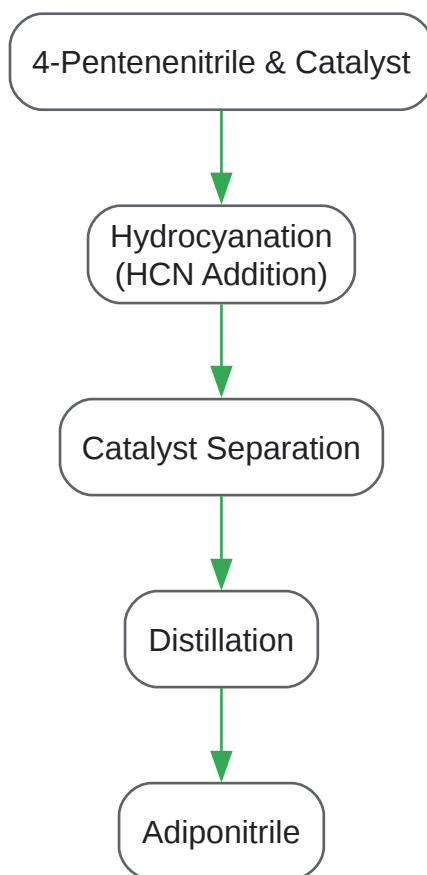 4-Pentenenitrile & Catalyst
Hydrocyanation
(HCN Addition)
Catalyst Separation
Distillation
Adiponitrile